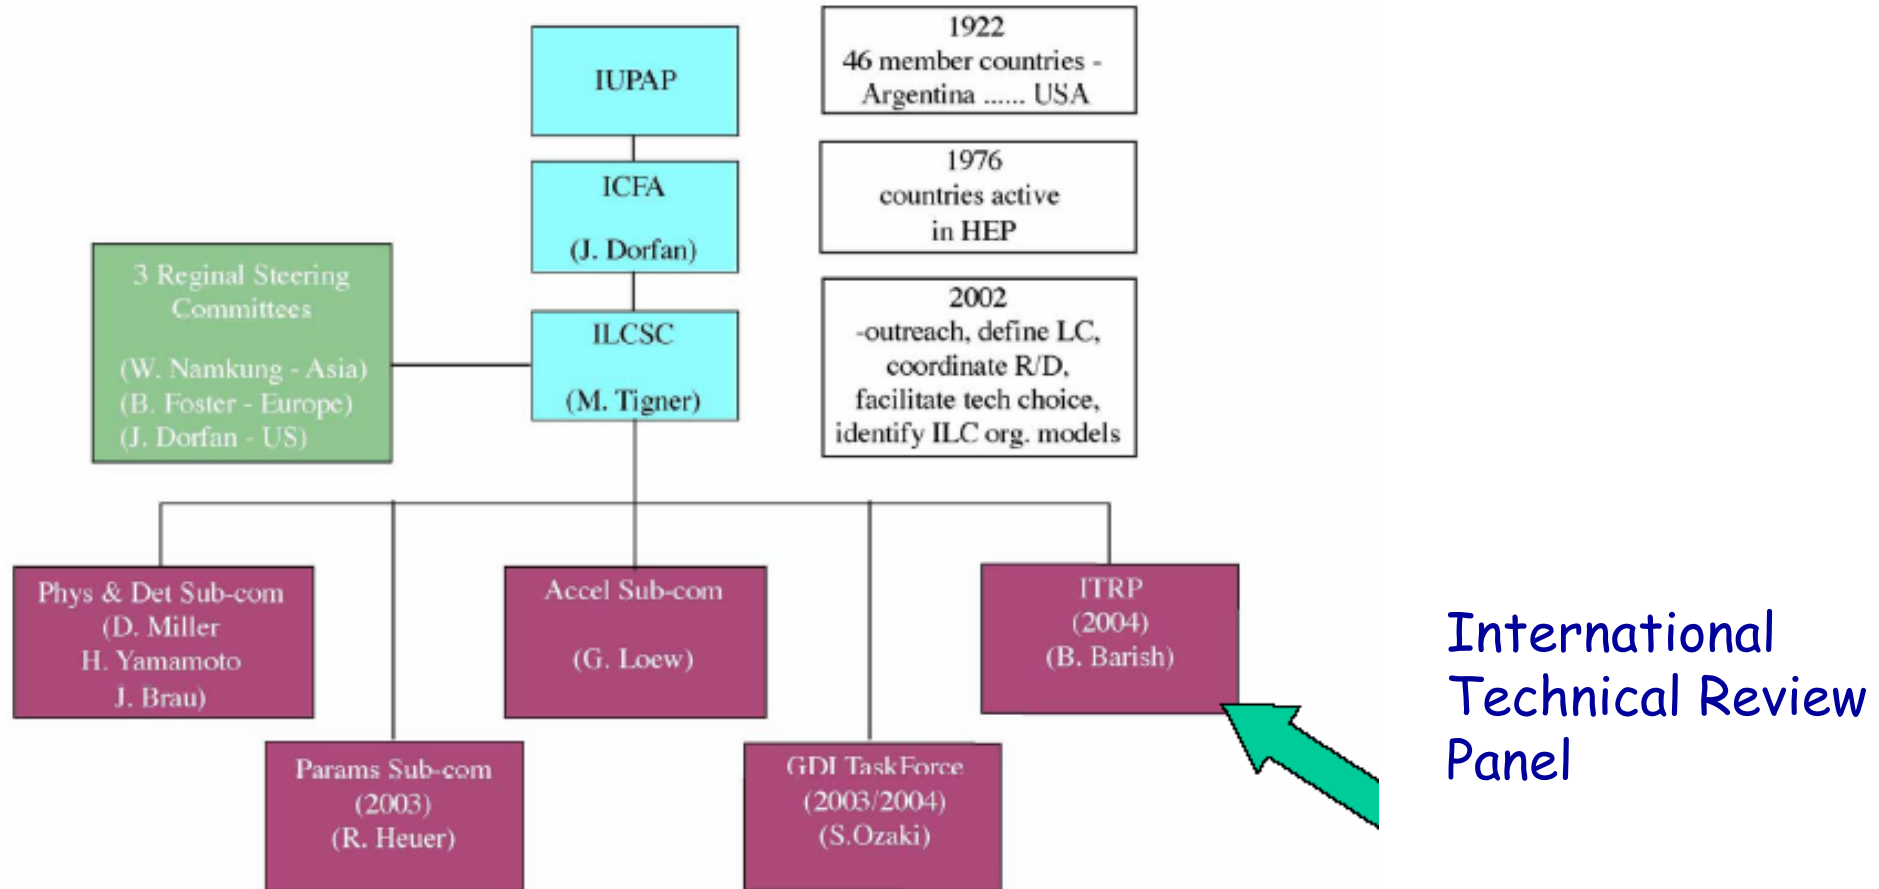 IUPAP
1922
46 member countries -
Argentina ...... USA
ICFA
(J. Dorfan)
1976
countries active
in HEP
3 Reginal Steering
Committees
(W. Namkung - Asia)
(B. Foster - Europe)
(J. Dorfan - US)
ILCSC
(M. Tigner)
2002
-outreach, define LC,
coordinate R/D,
facilitate tech choice,
identify ILC org. models
Phys & Det Sub-com
(D. Miller
H. Yamamoto
J. Brau)
Accel Sub-com
(G. Loew)
ITRP
(2004)
(B. Barish)
International
Technical Review
Panel
Params Sub-com
(2003)
(R. Heuer)
GDI TaskForce
(2003/2004)
(S.Ozaki)